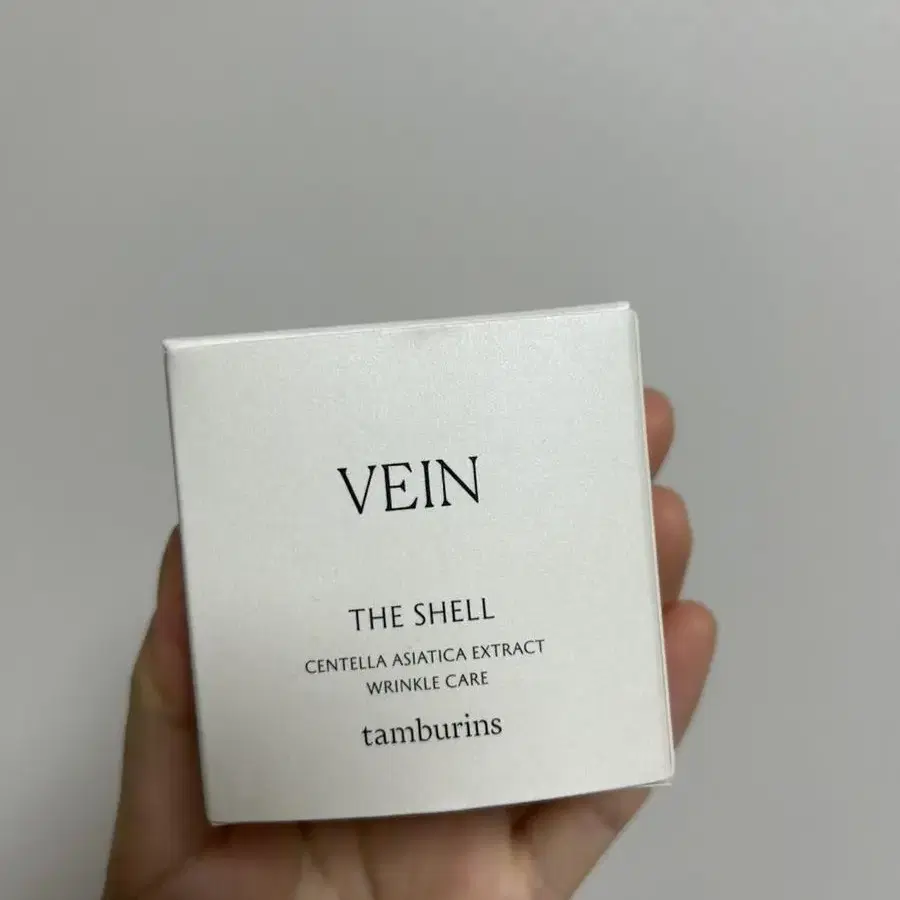 VEIN
THE SHELL
CENTELLA ASIATICA EXTRACT
WRINKLE CARE
tamburins